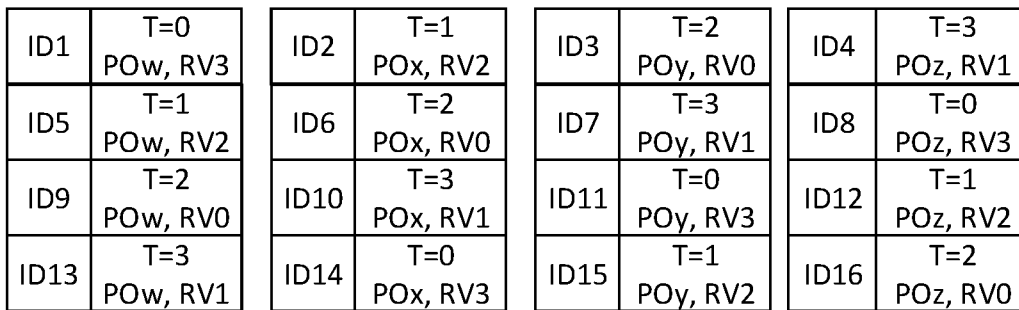 ID1 T=0 ID2 T=1 ID3 T=2 ID4 T=3
POw, RV3 POx, RV2 POy, RV0 POz, RV1
ID5 T=1 ID6 T=2 ID7 T=3 ID8 T=0
POw, RV2 POx, RV0 POy, RV1 POz, RV3
ID9 T=2 ID10 T=3 ID11 T=0 ID12 T=1
POw, RV0 POx, RV1 POy, RV3 POz, RV2
ID13 T=3 ID14 T=0 ID15 T=1 ID16 T=2
POw, RV1 POx, RV3 POy, RV2 POz, RV0